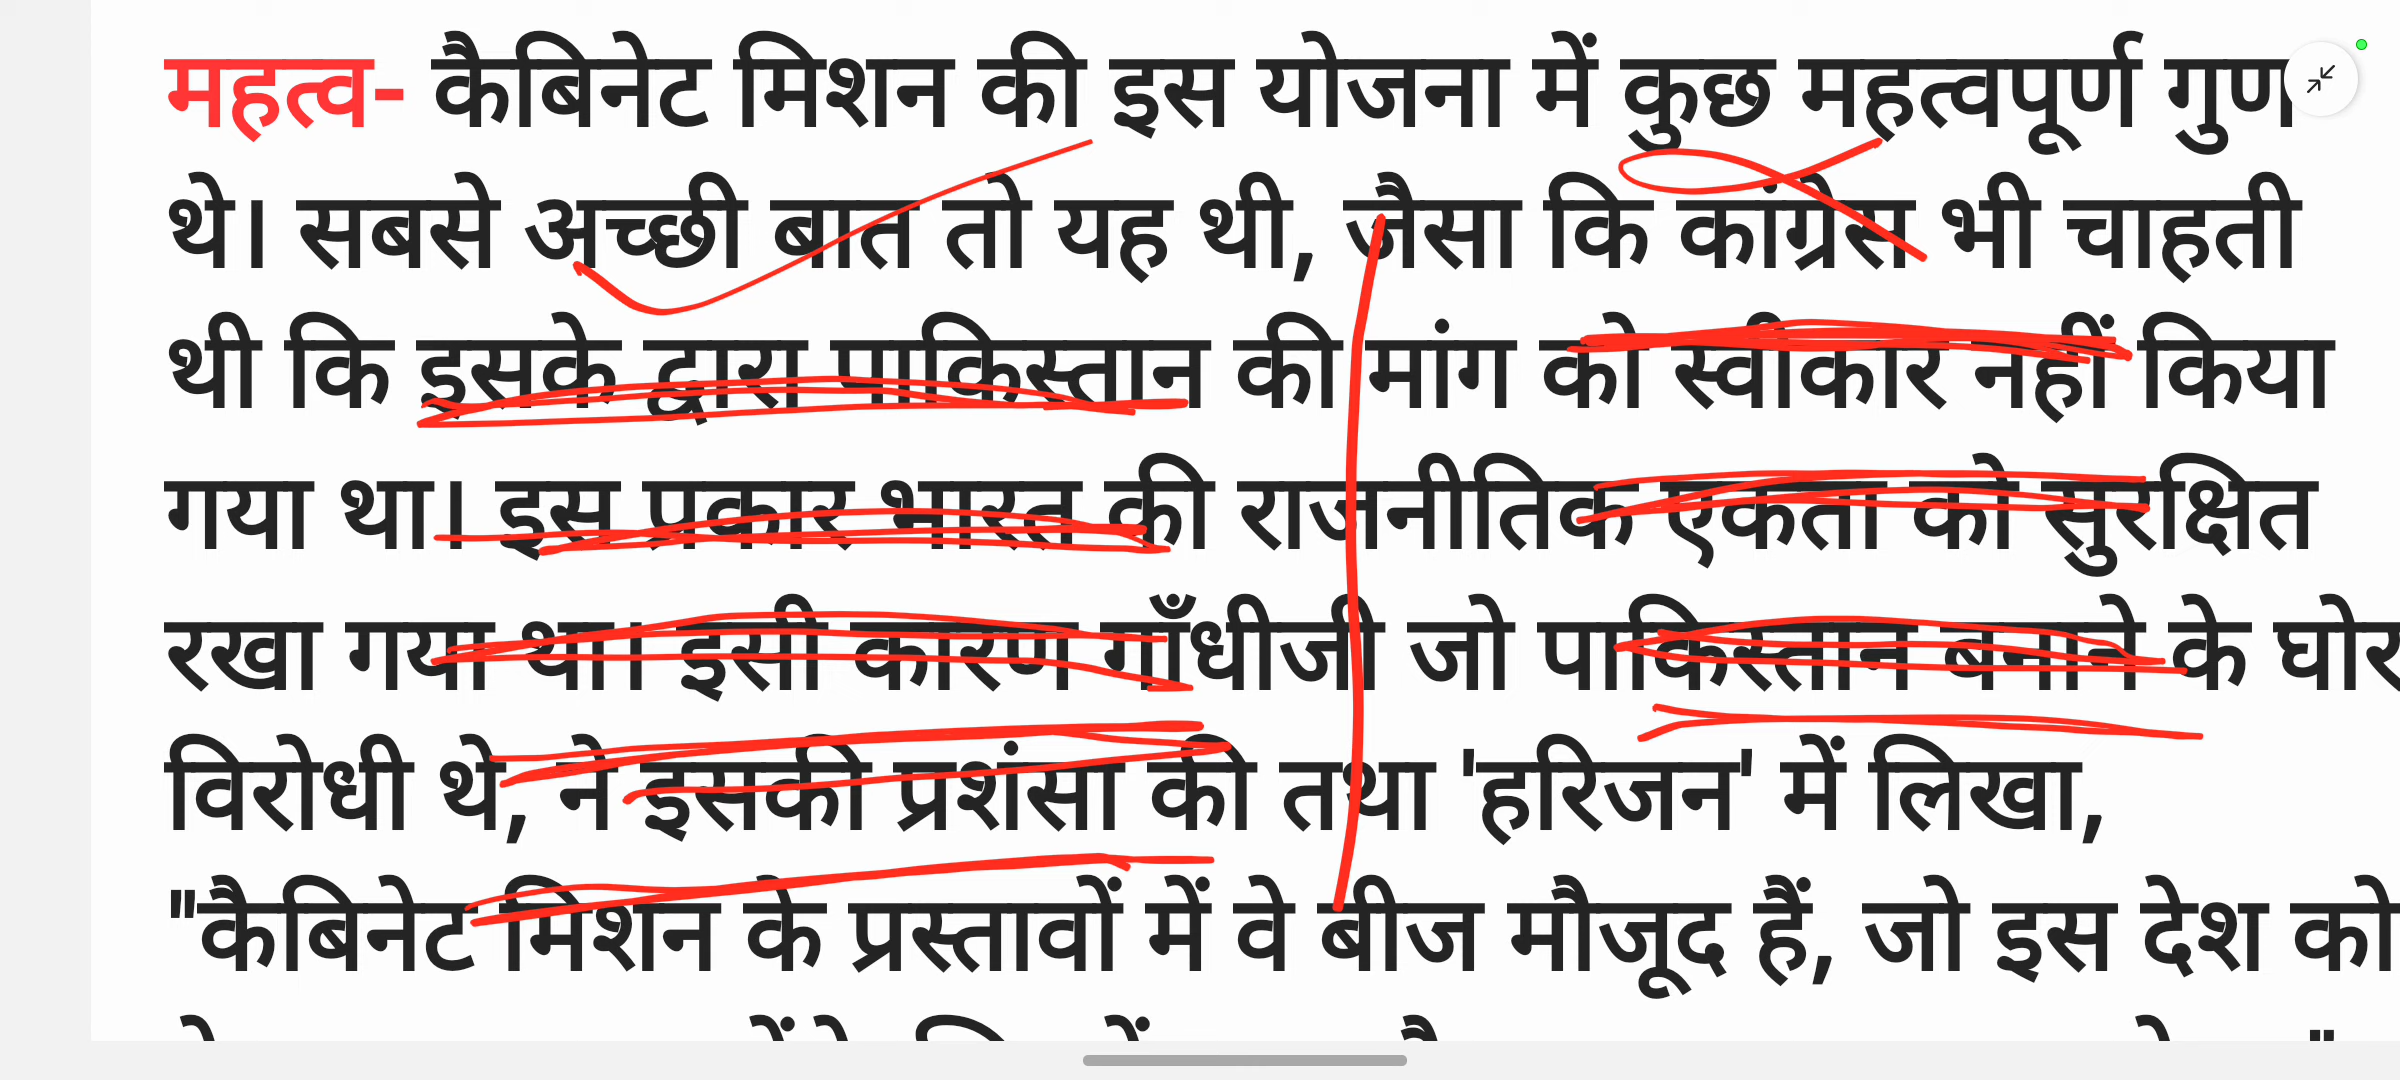 महत्व- कैबिनेट मिशन की इस योजना में कुछ महत्वपूर्ण गुण
थे। सबसे अच्छी बात तो यह थी, जैसा कि कांग्रेस भी चाहती
थी कि इसके द्वारा पाकिस्तान की मांग को स्वीकार नहीं किया
गया था। इस प्रकार भारत की राजनीतिक एकता को सुरक्षित
रखा गया था। इसी कारण गाँधीजी जो पाकिस्तान बनाने के घोर
विरोधी थे, ने इसकी प्रशंसा की तथा 'हरिजन' में लिखा,
"कैबिनेट मिशन के प्रस्तावों में वे बीज मौजूद हैं, जो इस देश को